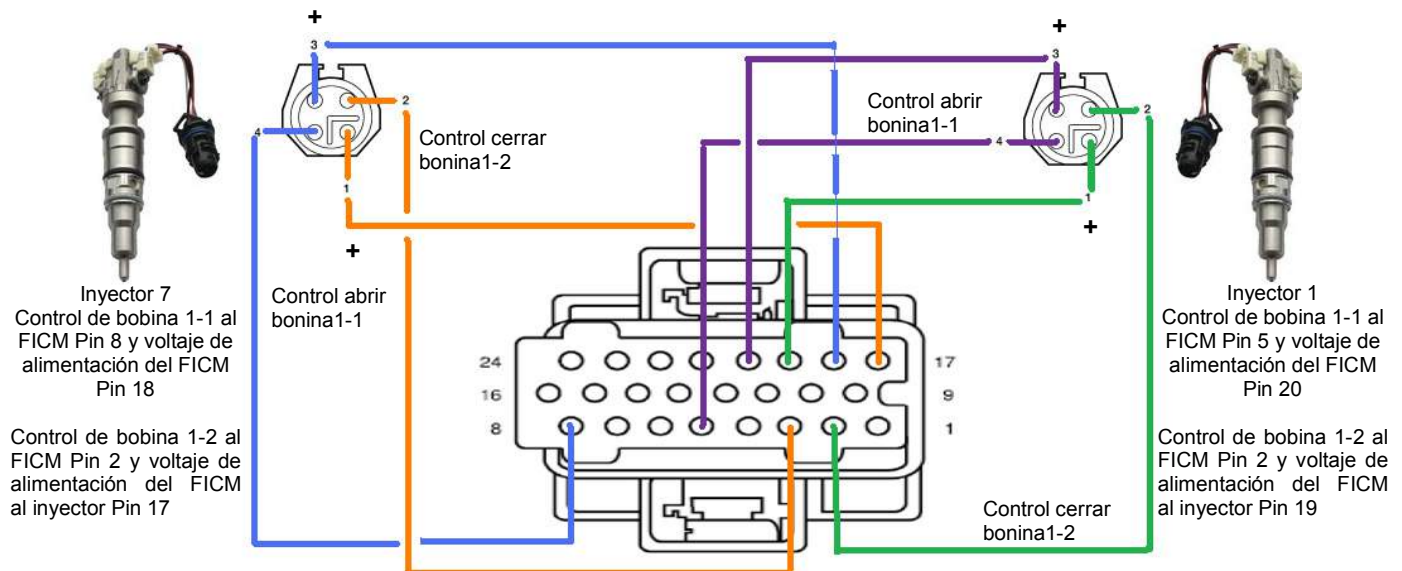 +
3
2
4
1
+
Control cerrar
bonina1-2
Control abrir
bonina1-1
Inyector 7
Control de bobina 1-1 al
FICM Pin 8 y voltaje de
alimentación del FICM
Pin 18
Control de bobina 1-2 al
FICM Pin 2 y voltaje de
alimentación del FICM
al inyector Pin 17
+
3
2
4
1
+
Control abrir
bonina1-1
Inyector 1
Control de bobina 1-1 al
FICM Pin 5 y voltaje de
alimentación del FICM
Pin 20
Control de bobina 1-2 al
FICM Pin 2 y voltaje de
alimentación del FICM
al inyector Pin 19
24 17
16 9
8 1
Control cerrar
bonina1-2